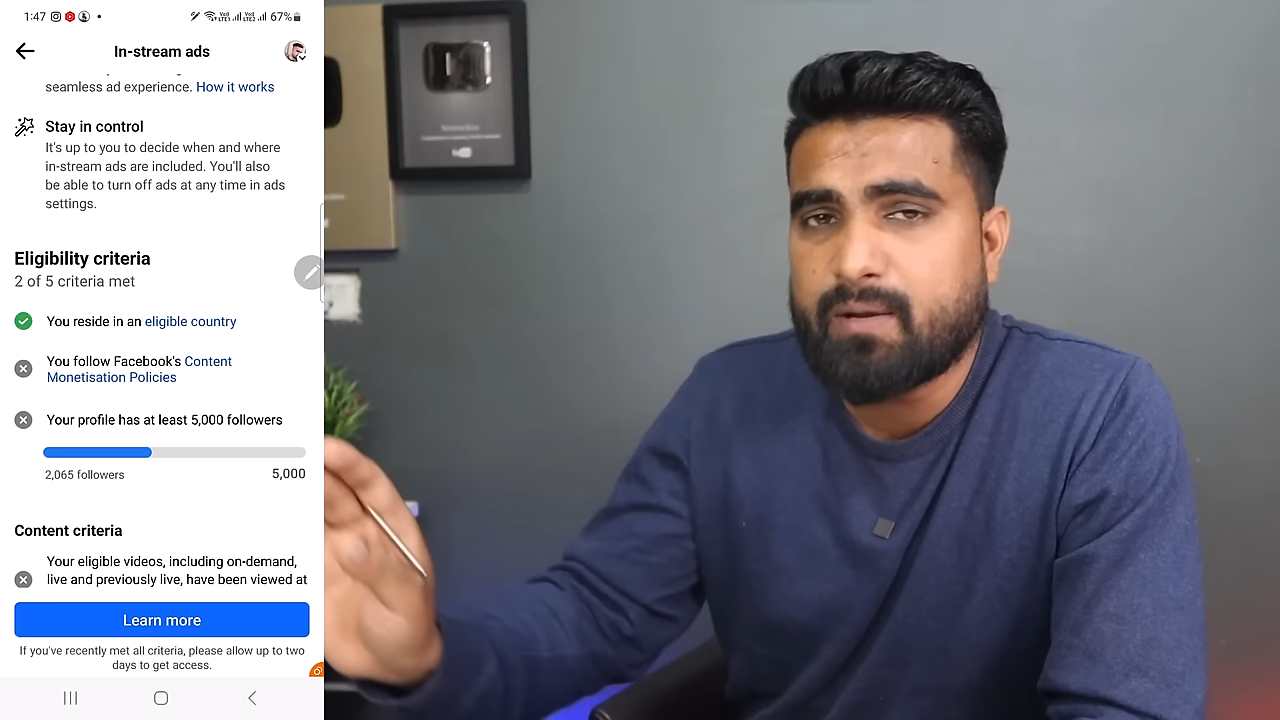 1:47
Vo)
LTE1
Vo)
LTE2
67%
In-stream ads
seamless ad experience. How it works
Stay in control
It's up to you to decide when and where
in-stream ads are included. You'll also
be able to turn off ads at any time in ads
settings.
Eligibility criteria
2 of 5 criteria met
You reside in an eligible country
You follow Facebook's Content
Monetisation Policies
Your profile has at least 5,000 followers
2,065 followers
5,000
Content criteria
Your eligible videos, including on-demand,
live and previously live, have been viewed at
Learn more
If you've recently met all criteria, please allow up to two
days to get access.